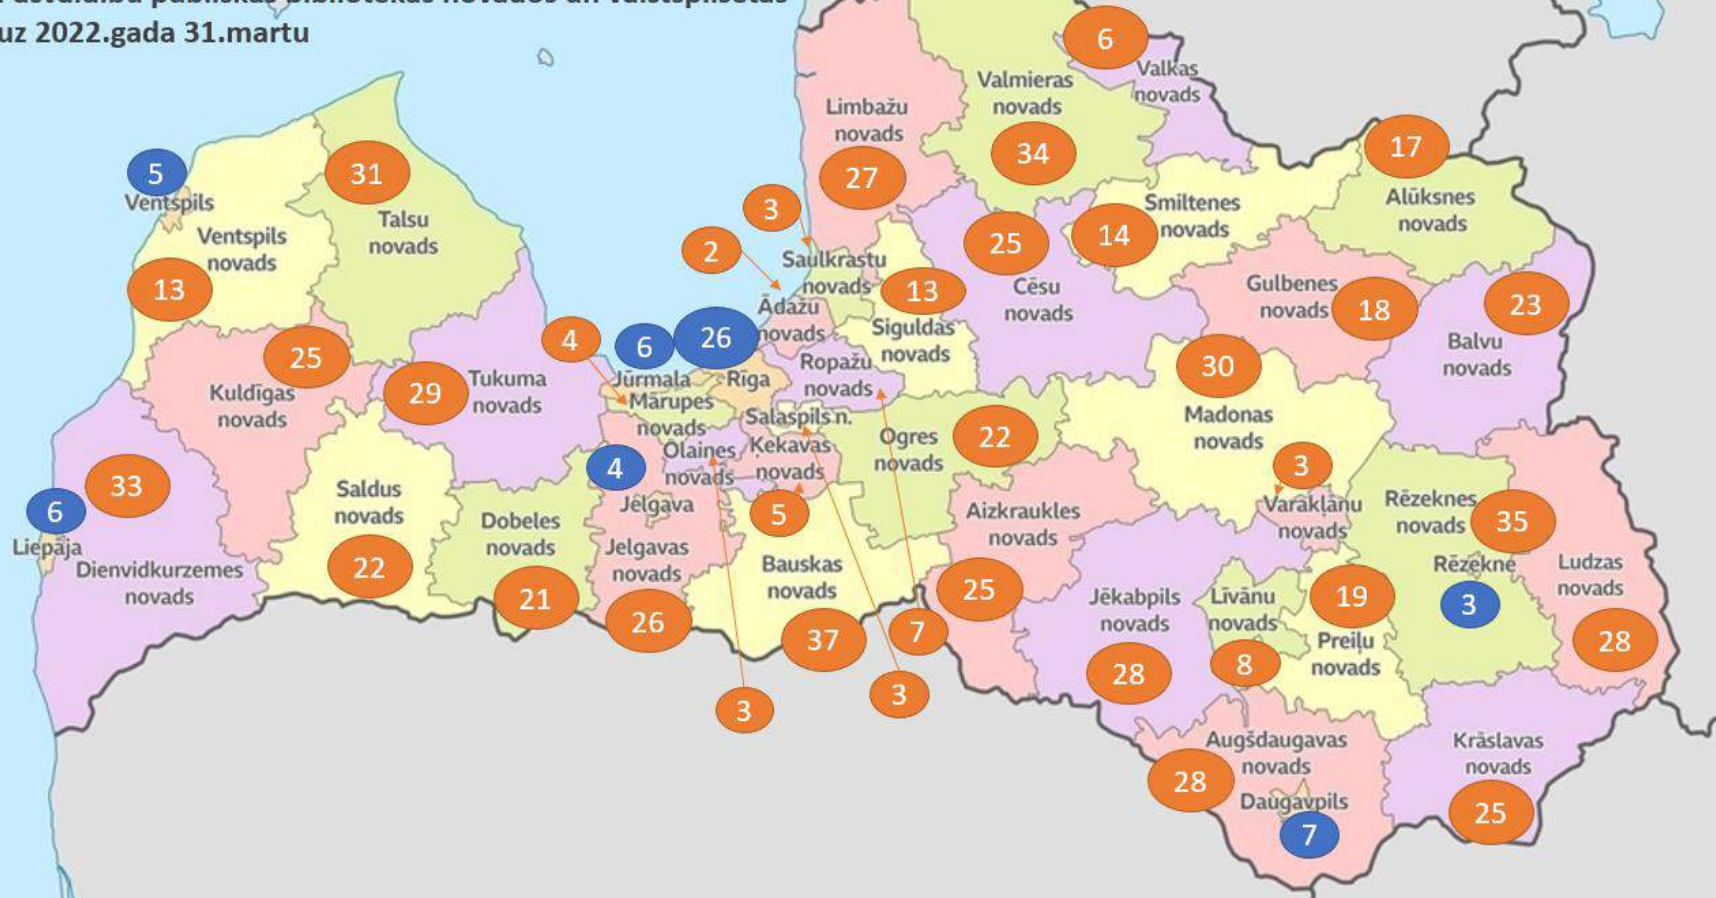 publiskās bibliotēkas novados un valstspilsētās
uz 2022.gada 31.martu
6
Valkas
novads
Valmieras
novads
34
Limbažu
novads
27
17
Alūksnes
novads
5
Ventspils
31
Talsu
novads
Ventspils
novads
13
3
2
Saulkrastu
novads
Ādažu
novads
25
Cēsu
novads
14
Smiltenes
novads
13
Siguldas
novads
Gulbenes
novads
18
23
Balvu
novads
25
Kuldīgas
novads
29
Tukuma
novads
4
6
26
Jūrmala
Rīga
Mārupes
novads
Ropažu
novads
Salaspils n.
Olaines
novads
Ķekavas
novads
5
Ogres
novads
22
30
Madonas
novads
3
Varakļānu
novads
Rēzeknes
novads
35
Rēzekne
3
Ludzas
novads
28
33
6
Liepāja
Dienvidkurzemes
novads
Saldus
novads
22
Dobeles
novads
21
4
Jelgava
Jelgavas
novads
26
Bauskas
novads
37
7
3
3
Aizkraukles
novads
25
Jēkabpils
novads
28
Līvānu
novads
8
19
Preiļu
novads
Augšdaugavas
novads
28
Daugavpils
7
Krāslavas
novads
25